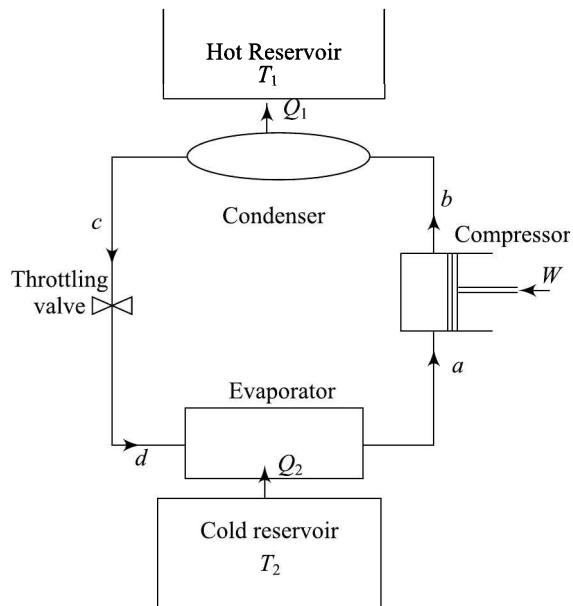 Hot Reservoir
T₁
Q₁
b
Condenser
c
Compressor
Throttling
valve
W
a
Evaporator
d
Q₂
Cold reservoir
T₂